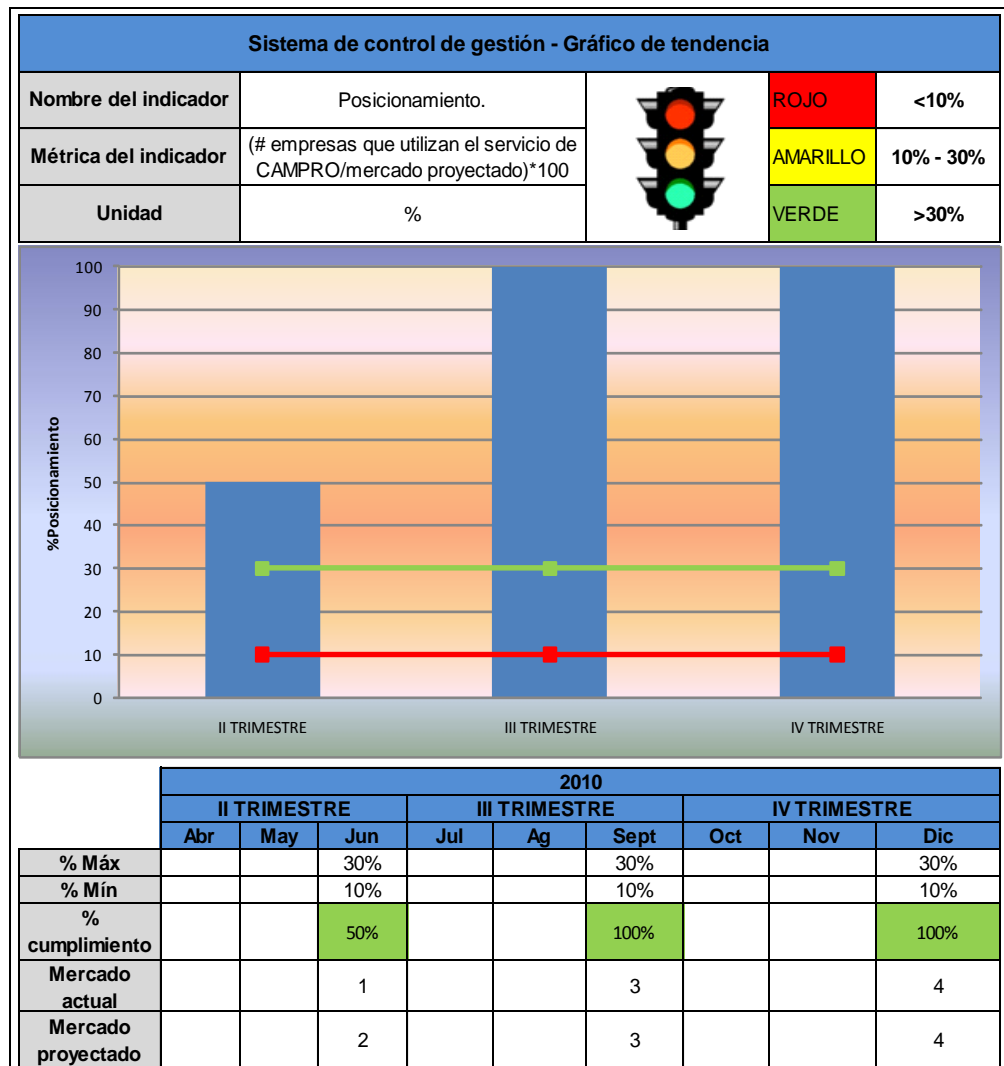 Sistema de control de gestión - Gráfico de tendencia
Nombre del indicador
Posicionamiento.
ROJO
<10%
Métrica del indicador
(# empresas que utilizan el servicio de
CAMPRO/mercado proyectado)*100
AMARILLO
10% - 30%
Unidad
%
VERDE
>30%
100
90
80
70
60
50
40
30
20
10
0
%Posicionamiento
II TRIMESTRE
III TRIMESTRE
IV TRIMESTRE
2010
II TRIMESTRE
III TRIMESTRE
IV TRIMESTRE
Abr May Jun Jul Ag Sept Oct Nov Dic
% Máx 30% 30% 30%
% Mín 10% 10% 10%
%
cumplimiento
50% 100% 100%
Mercado
actual
1 3 4
Mercado
proyectado
2 3 4